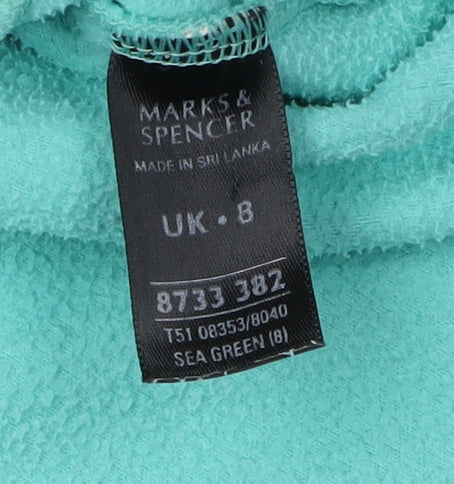 MARKS &
SPENCER
MADE IN SRI LANKA
UK • 8
8733 382
T51 08353/8040
SEA GREEN (8)